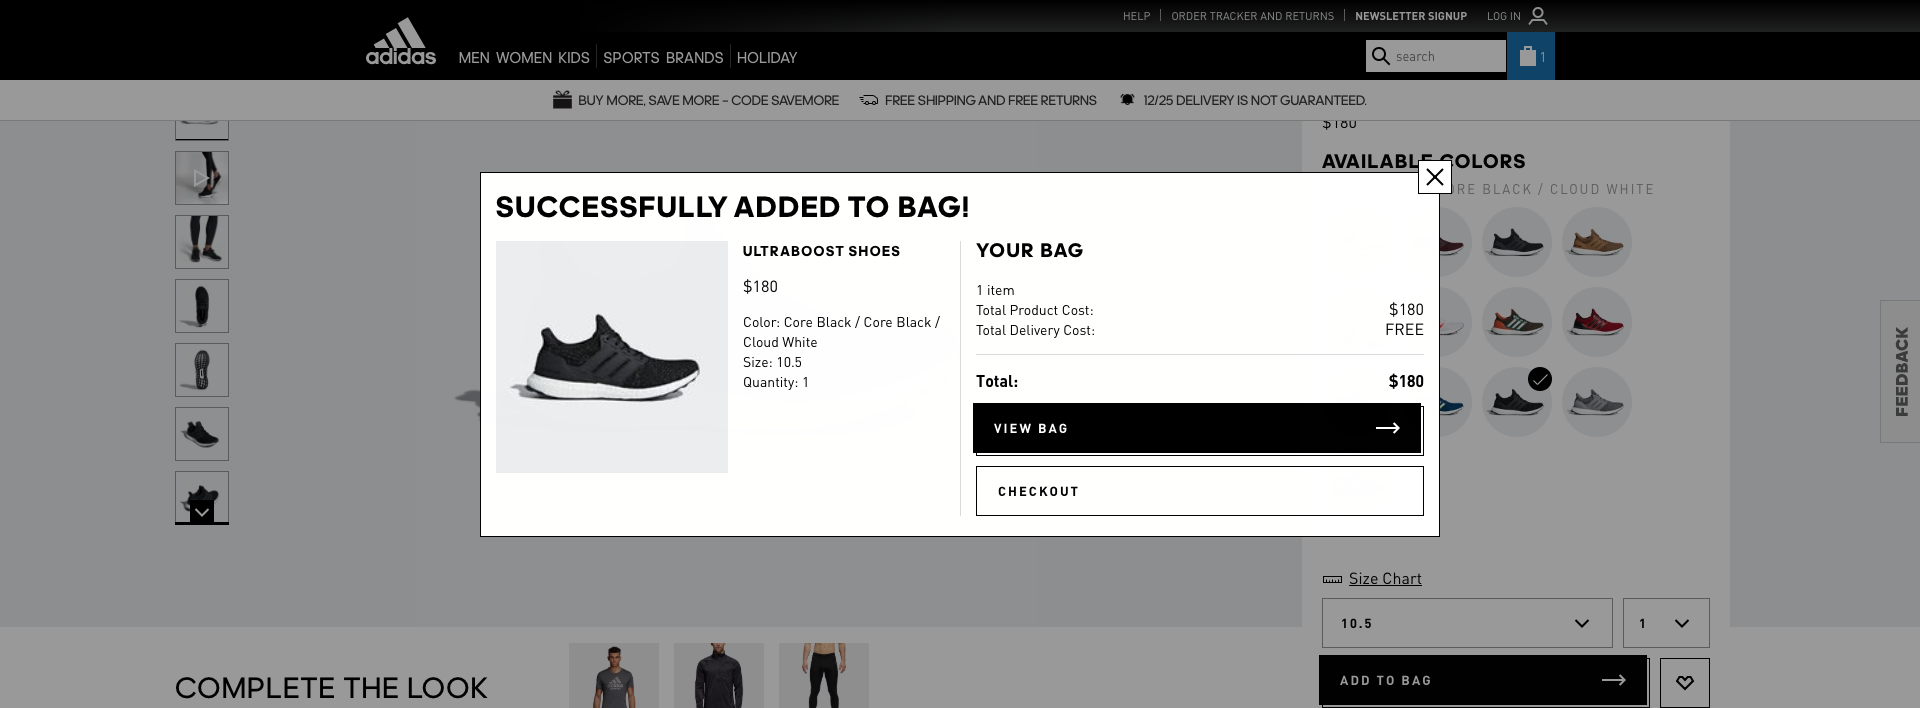 HELP
ORDER TRACKER AND RETURNS
NEWSLETTER SIGNUP
LOG IN
adidas
MEN WOMEN KIDS
SPORTS BRANDS
HOLIDAY
search
1
BUY MORE, SAVE MORE – CODE SAVEMORE
FREE SHIPPING AND FREE RETURNS
12/25 DELIVERY IS NOT GUARANTEED.
$180
AVAILABLE COLORS
RE BLACK / CLOUD WHITE
SUCCESSFULLY ADDED TO BAG!
ULTRABOOST SHOES
$180
Color: Core Black / Core Black /
Cloud White
Size: 10.5
Quantity: 1
YOUR BAG
1 item
Total Product Cost: $180
Total Delivery Cost: FREE
Total: $180
VIEW BAG
CHECKOUT
FEEDBACK
Size Chart
10.5
1
ADD TO BAG
COMPLETE THE LOOK